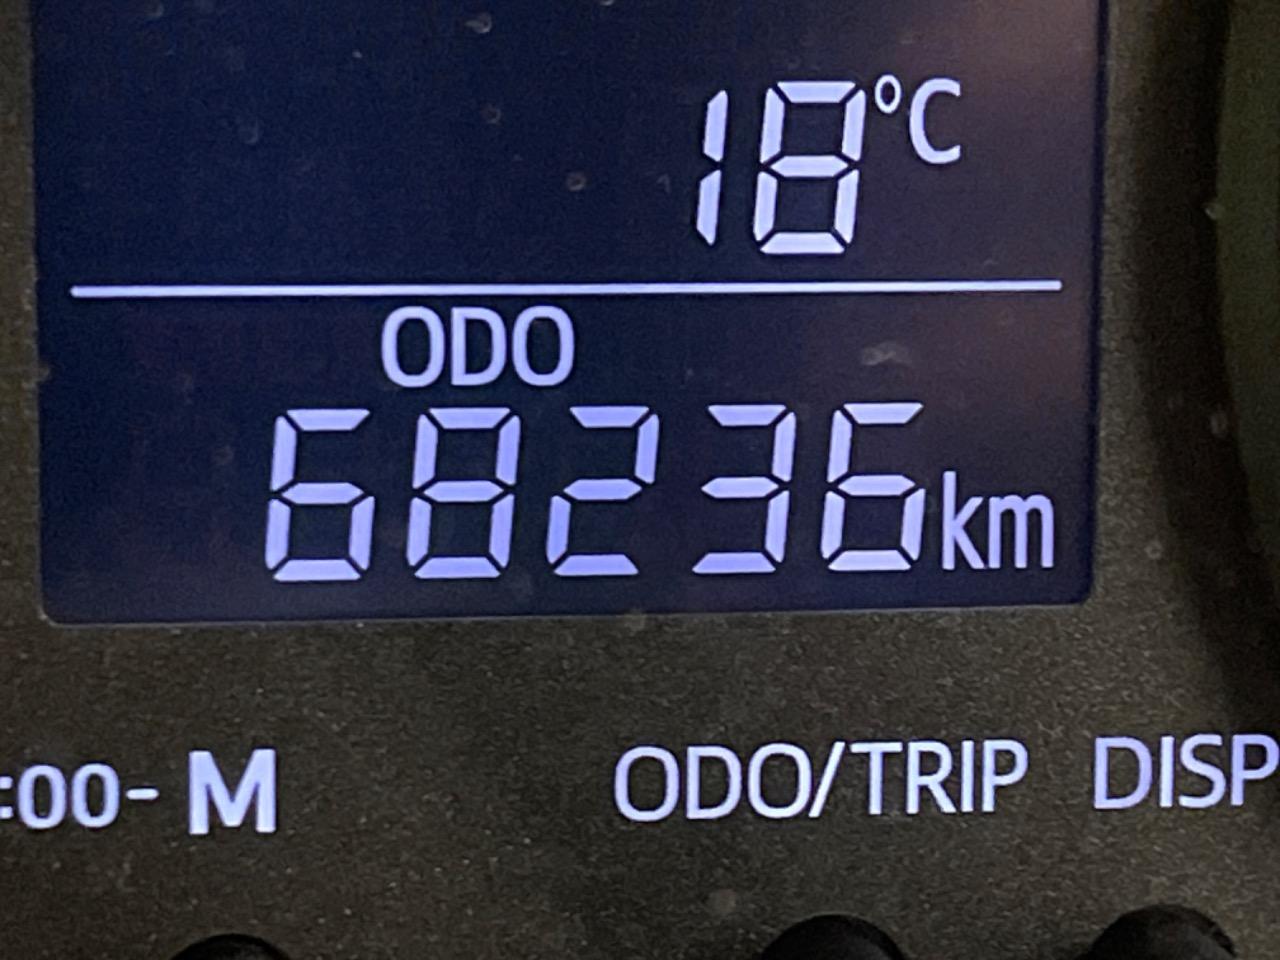 18°C
ODO
68236km
:00- M ODO/TRIP DISP